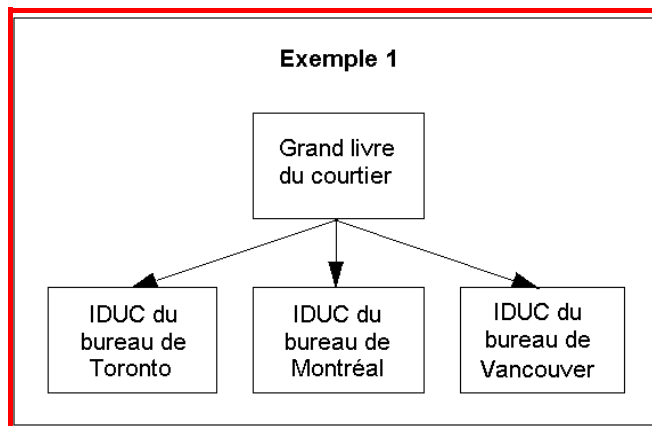 Exemple 1
Grand livre
du courtier
IDUC du
bureau de
Toronto
IDUC du
bureau de
Montréal
IDUC du
bureau de
Vancouver